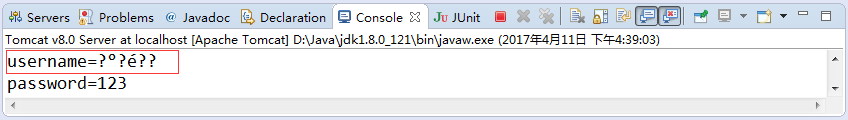 Servers Problems @ Javadoc Declaration Console JUnit
Tomcat v8.0 Server at localhost [Apache Tomcat] D:\Java\jdk1.8.0_121\bin\javaw.exe (2017年4月11日 下午4:39:03)
username=?º?é??
password=123